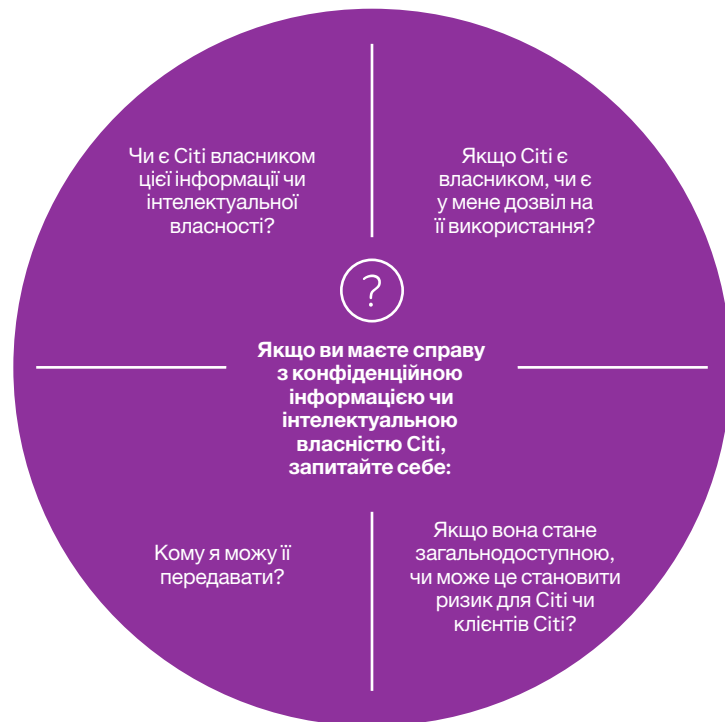 Чи є Citi власником
цієї інформації чи
інтелектуальної
власності?
Якщо Citi є
власником, чи є
у мене дозвіл на
її використання?
?
Якщо ви маєте справу
з конфіденційною
інформацією чи
інтелектуальною
власністю Citi,
запитайте себе:
Кому я можу її
передавати?
Якщо вона стане
загальнодоступною,
чи може це становити
ризик для Citi чи
клієнтів Citi?